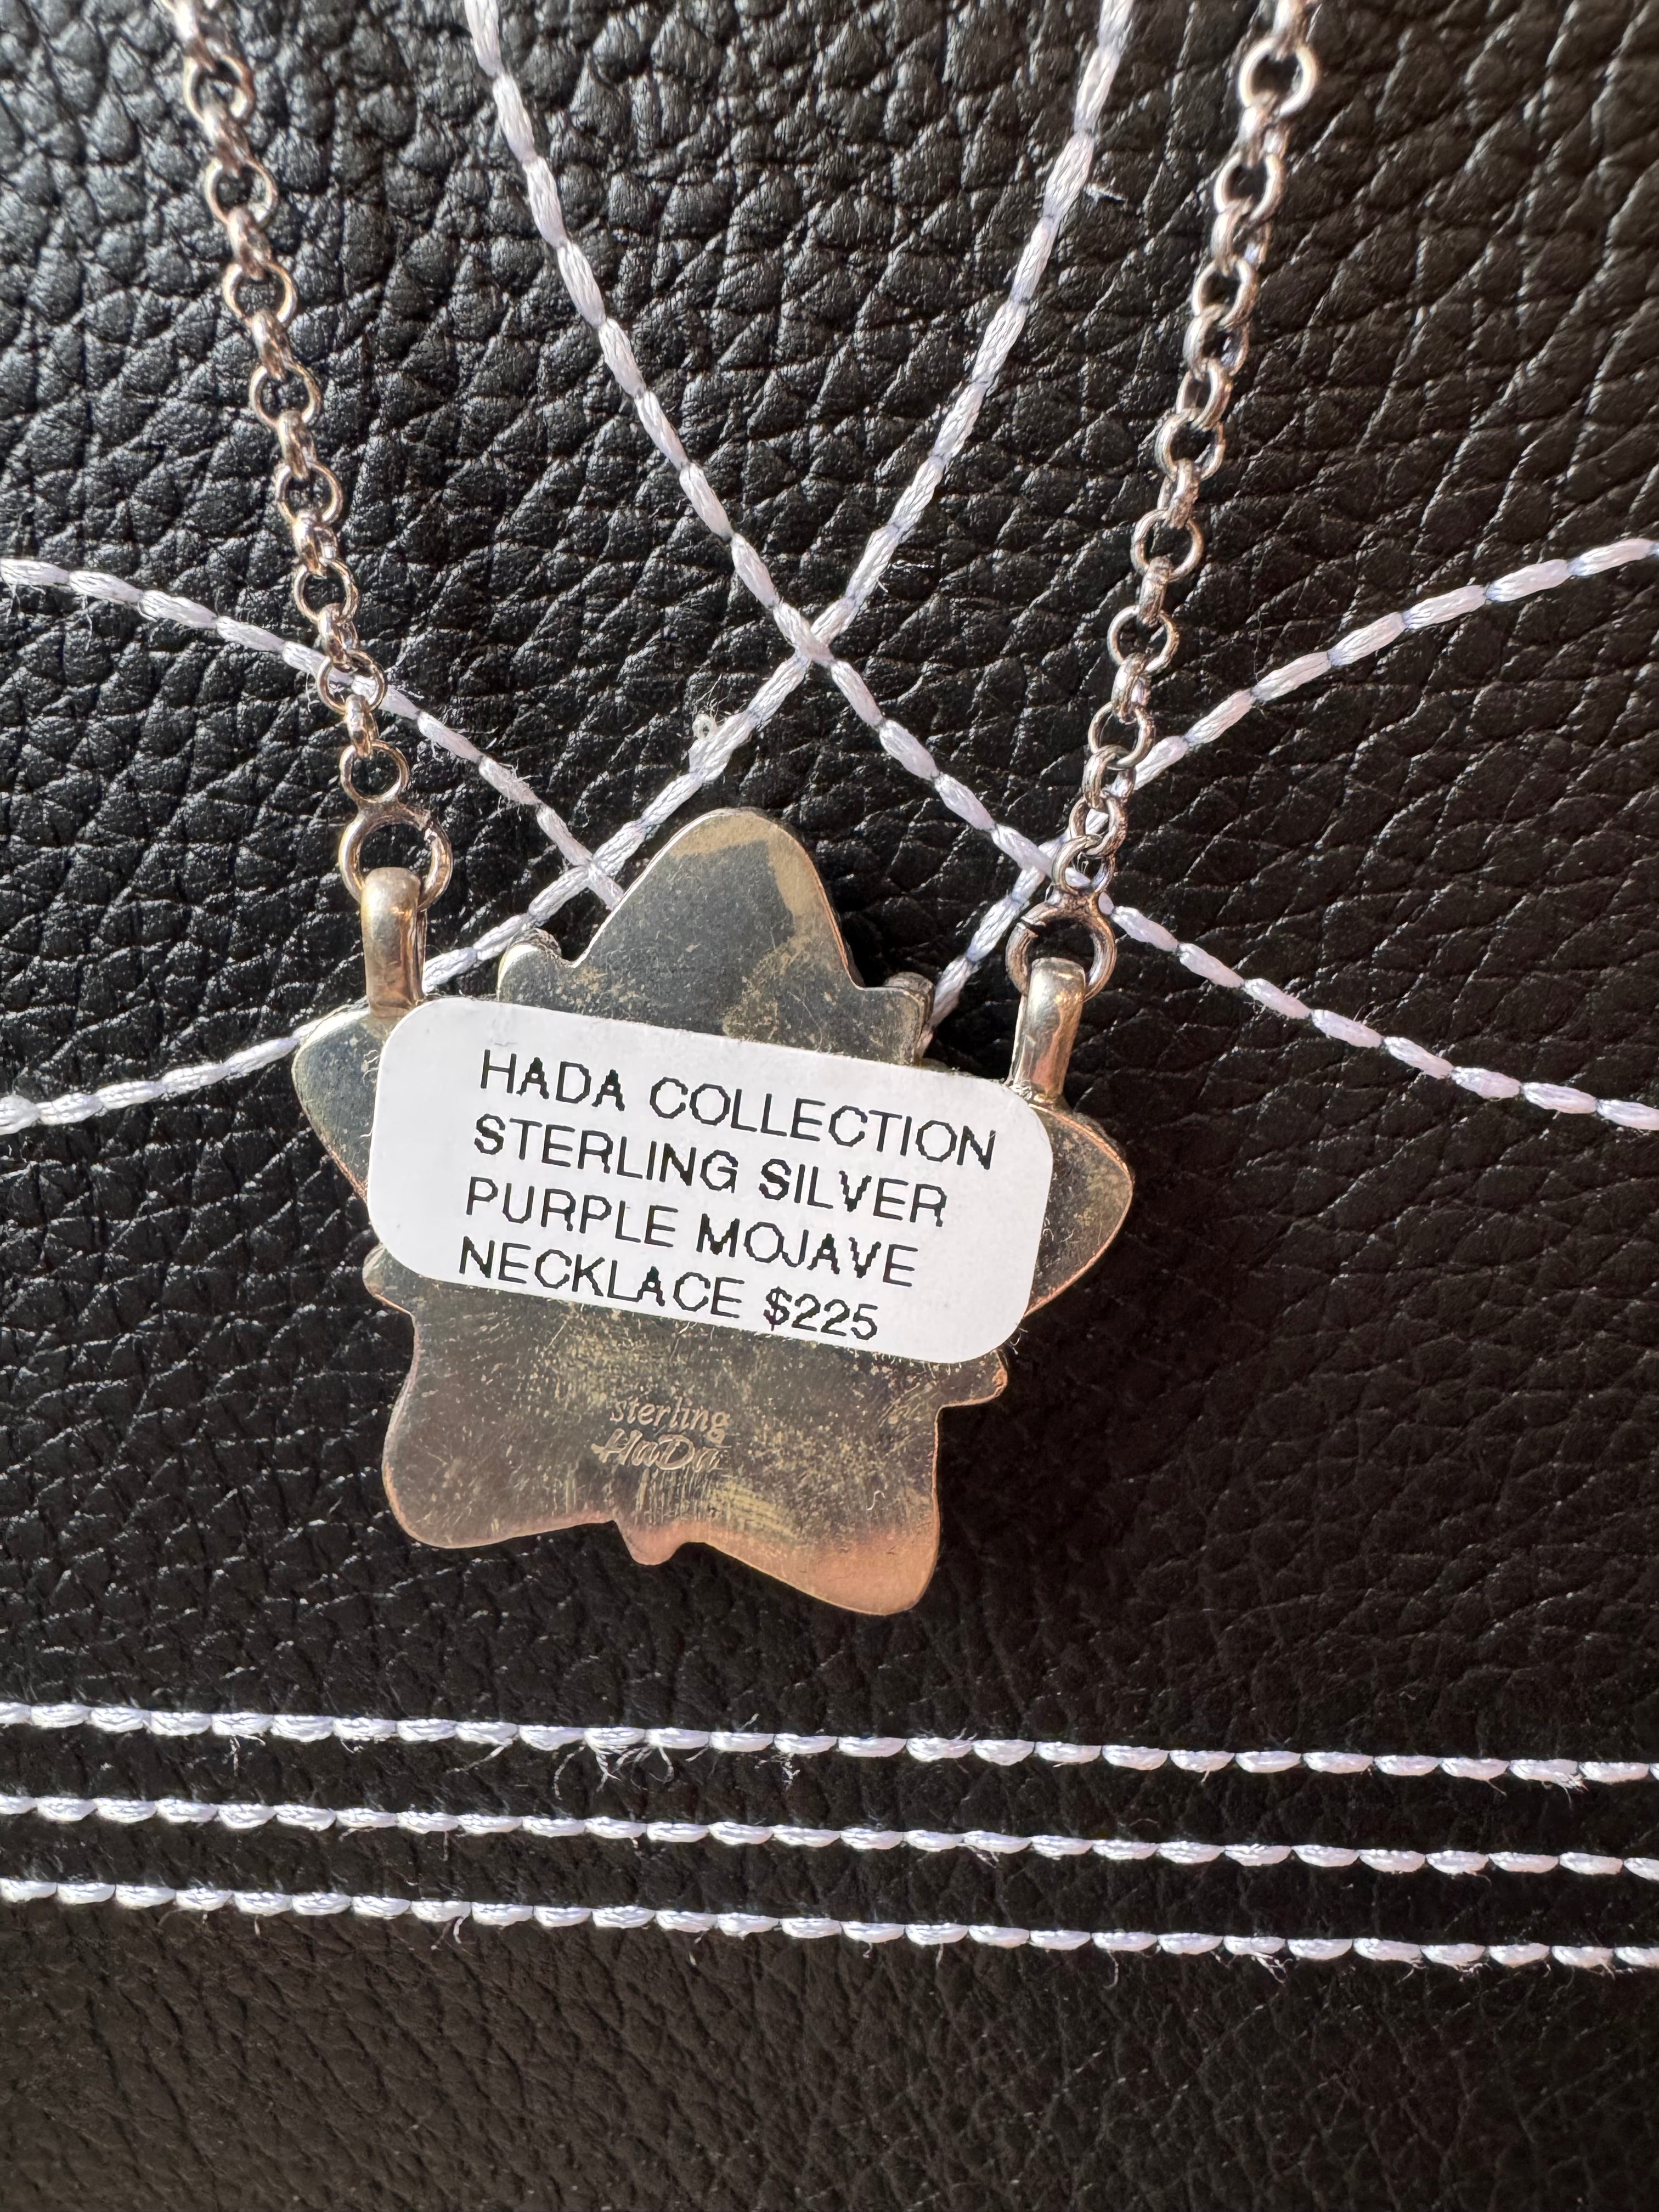 HADA COLLECTION
STERLING SILVER
PURPLE MOJAVE
NECKLACE $225
sterling
HaDa